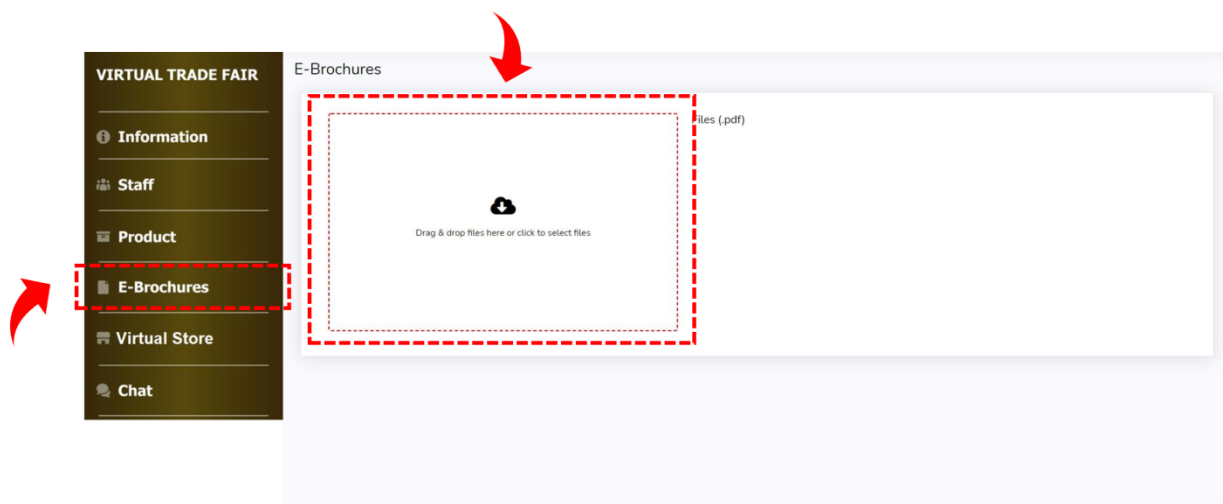 VIRTUAL TRADE FAIR
Information
Staff
Product
E-Brochures
Virtual Store
Chat
E-Brochures
Files (.pdf)
Drag & drop files here or click to select files